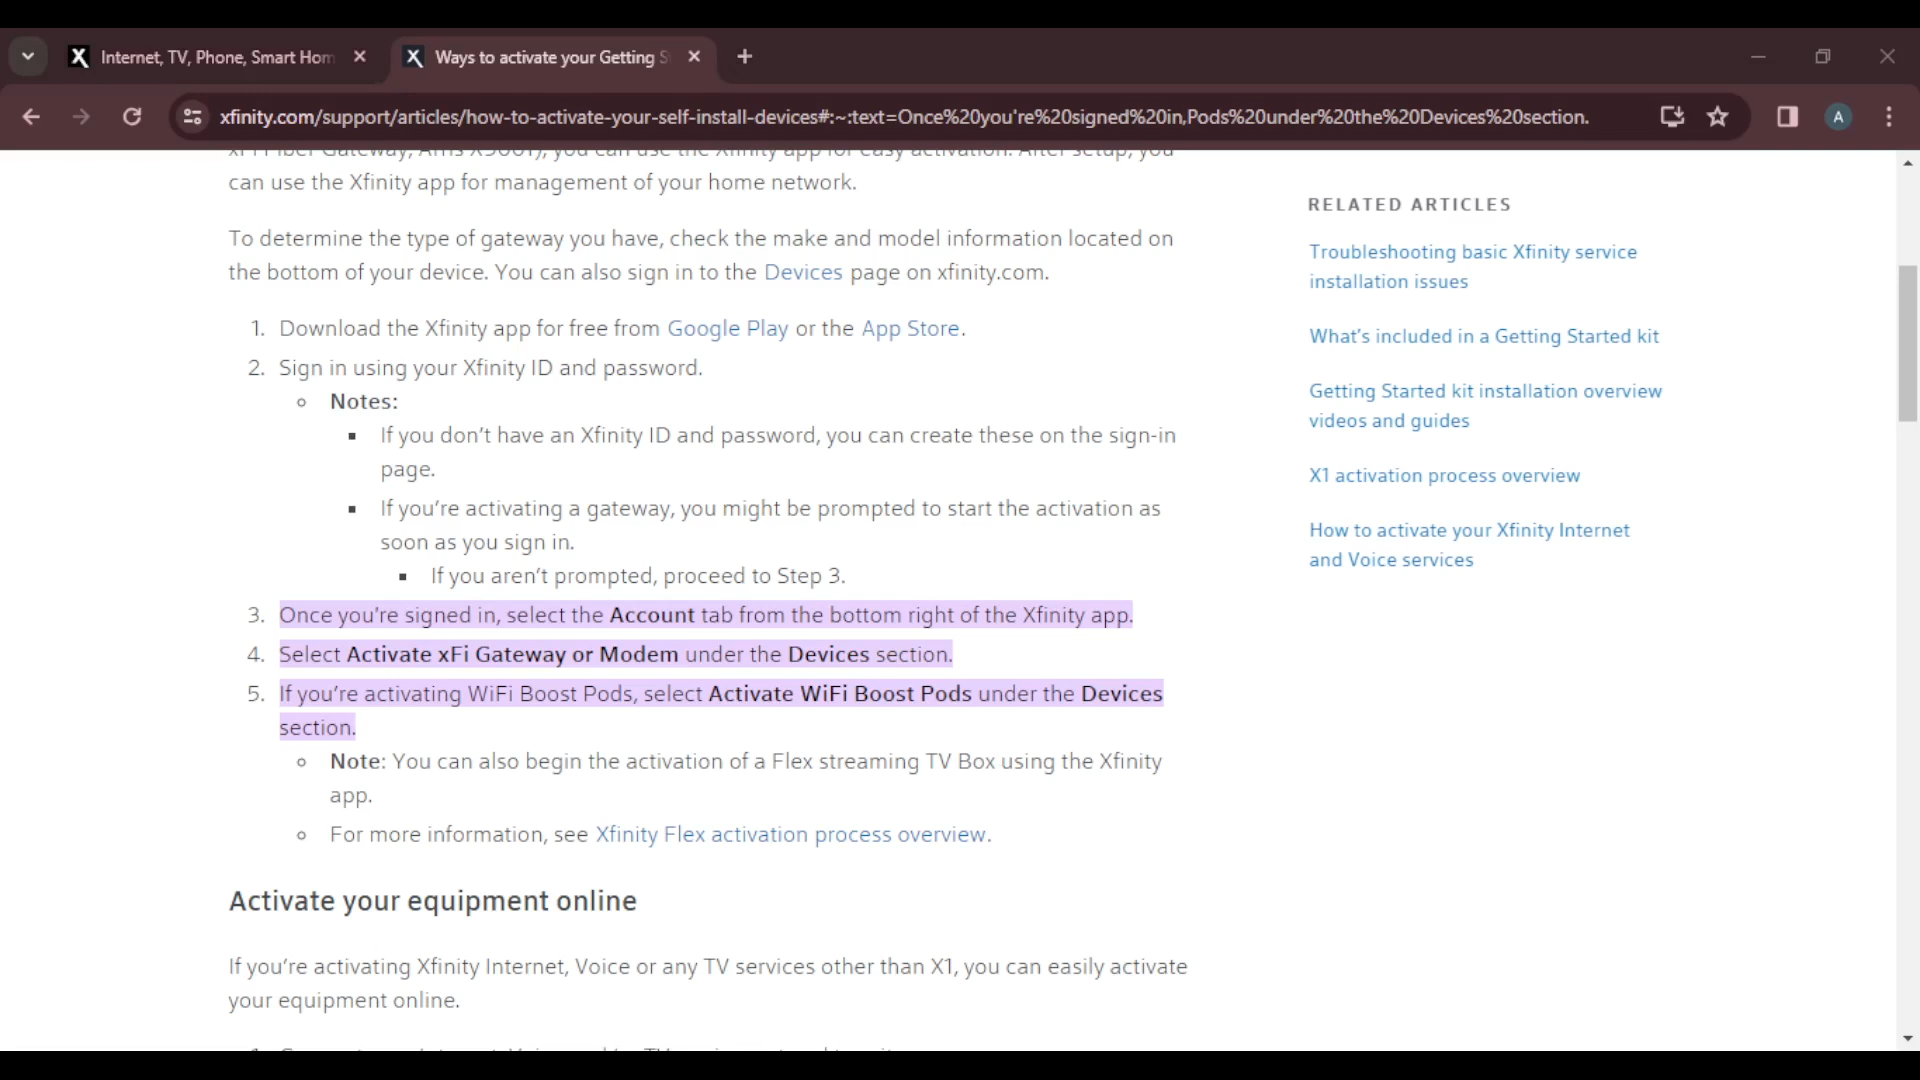 Internet, TV, Phone, Smart Hom
Ways to activate your Getting S
xfinity.com/support/articles/how-to-activate-your-self-install-devices#:~:text=Once%20you're%20signed%20in,Pods%20under%20the%20Devices%20section.
A
can use the Xfinity app for management of your home network.
To determine the type of gateway you have, check the make and model information located on
the bottom of your device. You can also sign in to the Devices page on xfinity.com.
1. Download the Xfinity app for free from Google Play or the App Store.
2. Sign in using your Xfinity ID and password.
Notes:
If you don't have an Xfinity ID and password, you can create these on the sign-in
page.
If you're activating a gateway, you might be prompted to start the activation as
soon as you sign in.
If you aren't prompted, proceed to Step 3.
3. Once you're signed in, select the Account tab from the bottom right of the Xfinity app.
4. Select Activate xFi Gateway or Modem under the Devices section.
5. If you're activating WiFi Boost Pods, select Activate WiFi Boost Pods under the Devices
section.
Note: You can also begin the activation of a Flex streaming TV Box using the Xfinity
app.
For more information, see Xfinity Flex activation process overview.
Activate your equipment online
If you're activating Xfinity Internet, Voice or any TV services other than X1, you can easily activate
your equipment online.
RELATED ARTICLES
Troubleshooting basic Xfinity service
installation issues
What's included in a Getting Started kit
Getting Started kit installation overview
videos and guides
X1 activation process overview
How to activate your Xfinity Internet
and Voice services